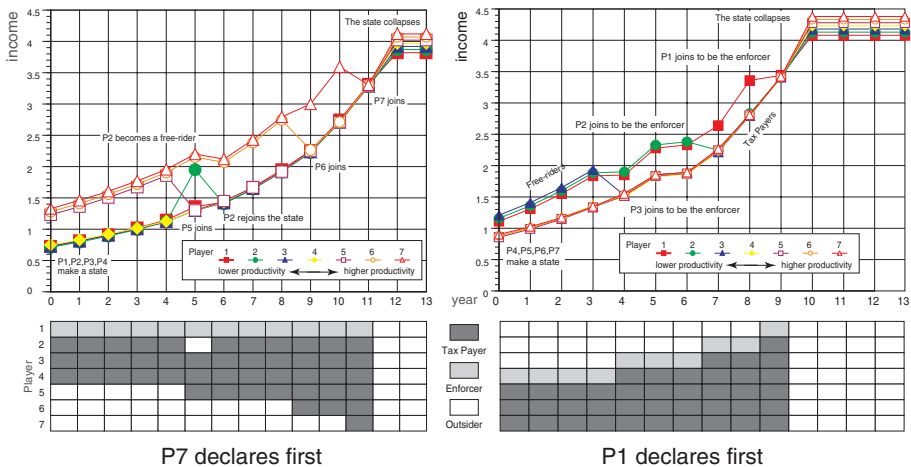 income
4.5
4
3.5
3
2.5
2
1.5
1
0.5
0
The state collapses
P7 joins
P2 becomes a free-rider
P6 joins
P2 rejoins the state
P5 joins
P1,P2,P3,P4
make a state
Player 1 2 3 4 5 6 7
lower productivity higher productivity
0 1 2 3 4 5 6 7 8 9 10 11 12 13
year
income
4.5
4
3.5
3
2.5
2
1.5
1
0.5
0
The state collapses
P1 joins to be the enforcer
P2 joins to be the enforcer
Tax Payers
Free-riders
P3 joins to be the enforcer
P4,P5,P6,P7
make a state
Player 1 2 3 4 5 6 7
lower productivity higher productivity
0 1 2 3 4 5 6 7 8 9 10 11 12 13
Player
1
2
3
4
5
6
7
Tax Payer
Enforcer
Outsider
P7 declares first
P1 declares first